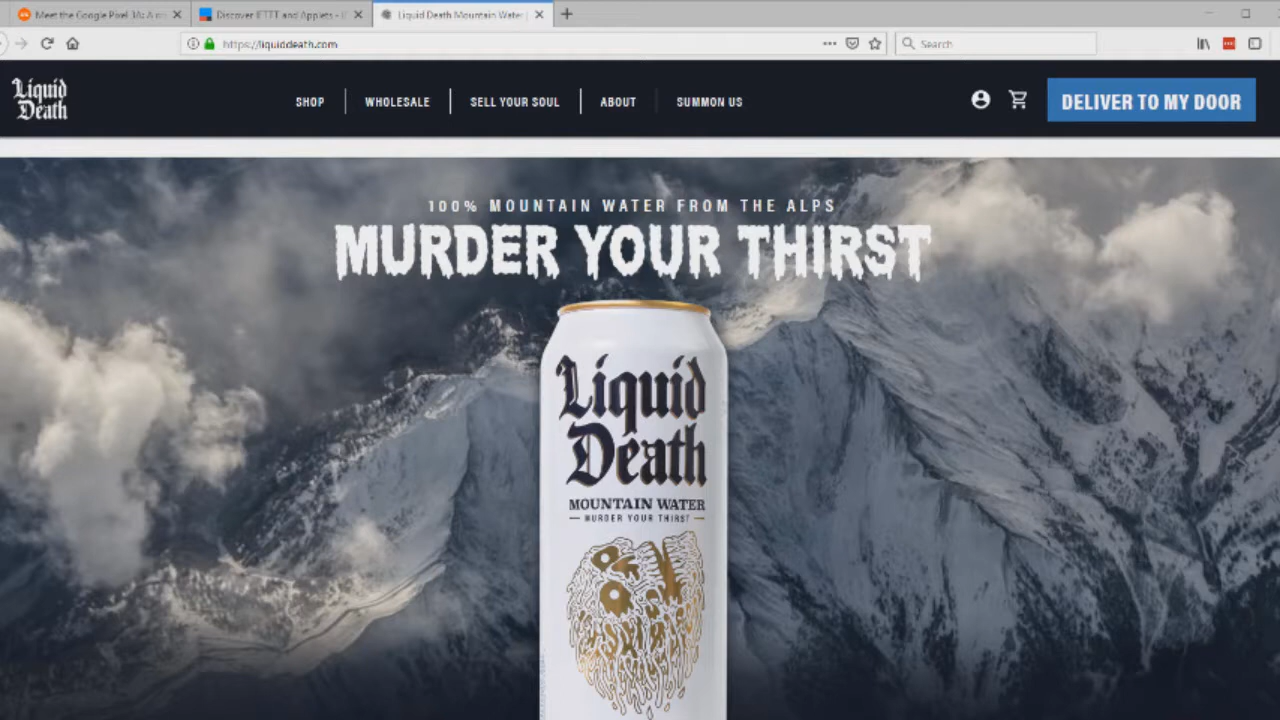 Meet the Google Pixel 3A: A
Discover IFTTT and Applets -
Liquid Death Mountain Water |
https://liquiddeath.com
Search
Liquid
Death
SHOP
WHOLESALE
SELL YOUR SOUL
ABOUT
SUMMON US
DELIVER TO MY DOOR
100% MOUNTAIN WATER FROM THE ALPS
MURDER YOUR THIRST
Liquid
Death
MOUNTAIN WATER
MURDER YOUR THIRST